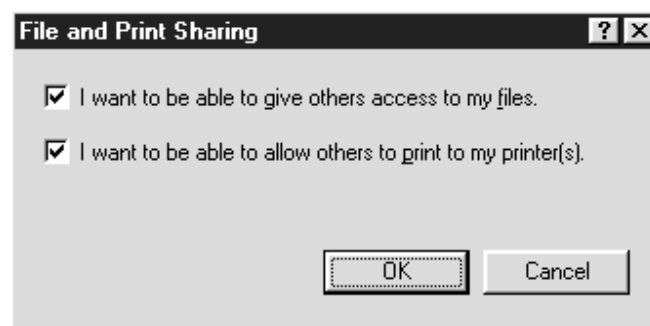 File and Print Sharing
I want to be able to give others access to my files.
I want to be able to allow others to print to my printer(s).
OK Cancel